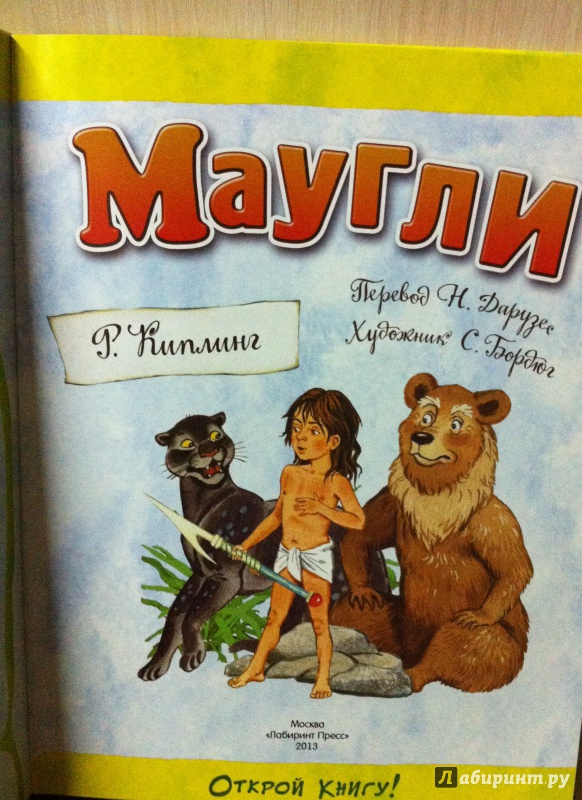 Маугли
Перевод Н. Дарузес
Художник С. Бордюг
Р. Киплинг
Москва
«Лабиринт Пресс»
2013
Открой книгу!
Лабиринт.ру